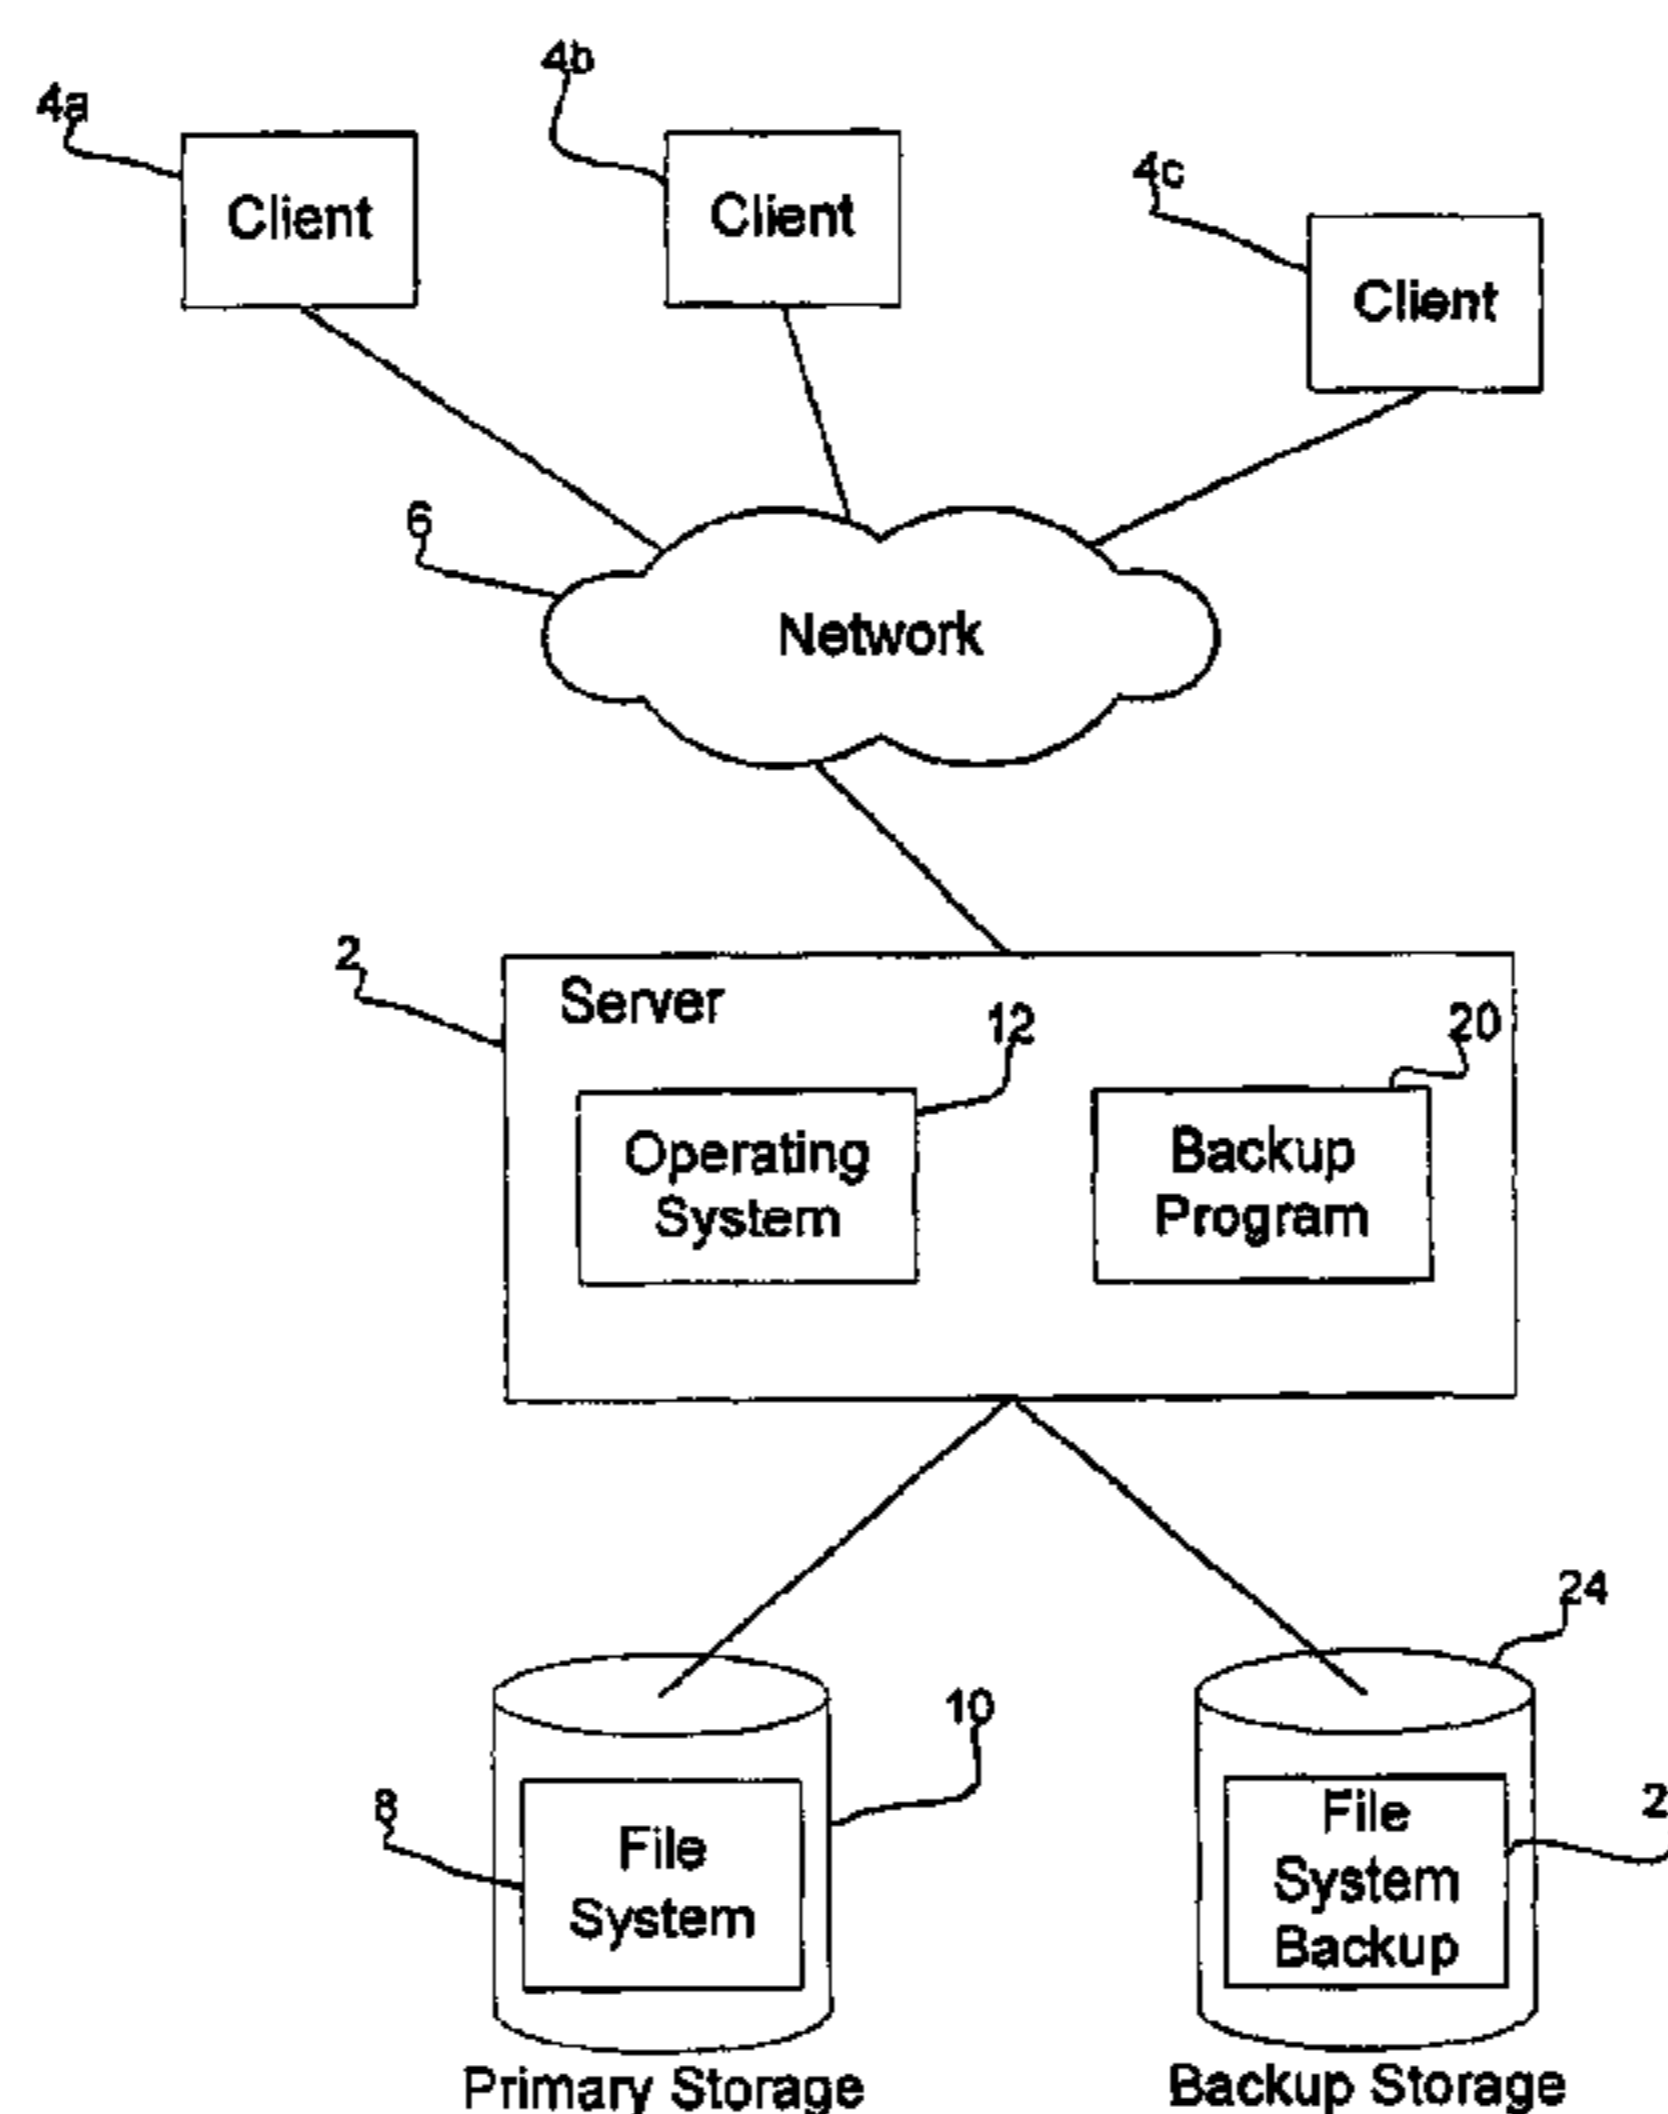 4a
4b
4c
Client
Client
Client
6
Network
2
Server
12
20
Operating
System
Backup
Program
24
10
8
File
System
File
System
Backup
Primary Storage
Backup Storage